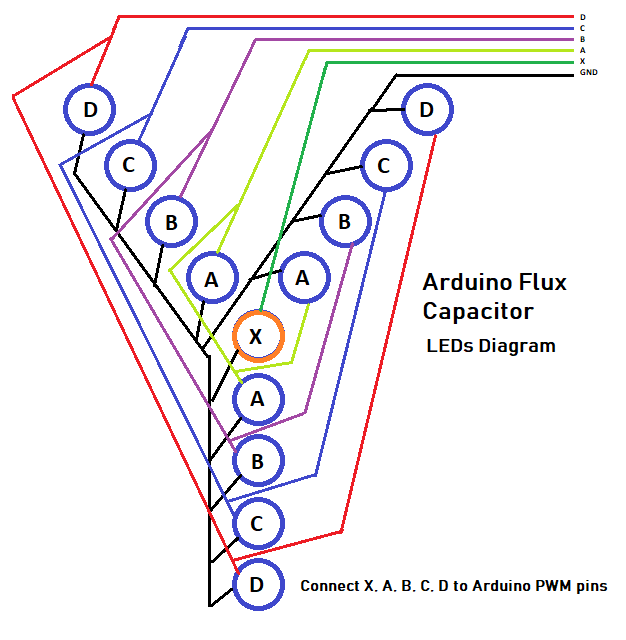 D
C
B
A
X
GND
D
D
C
C
B
B
A
A
X
Arduino Flux
Capacitor
LEDs Diagram
A
B
C
D
Connect X, A, B, C, D to Arduino PWM pins